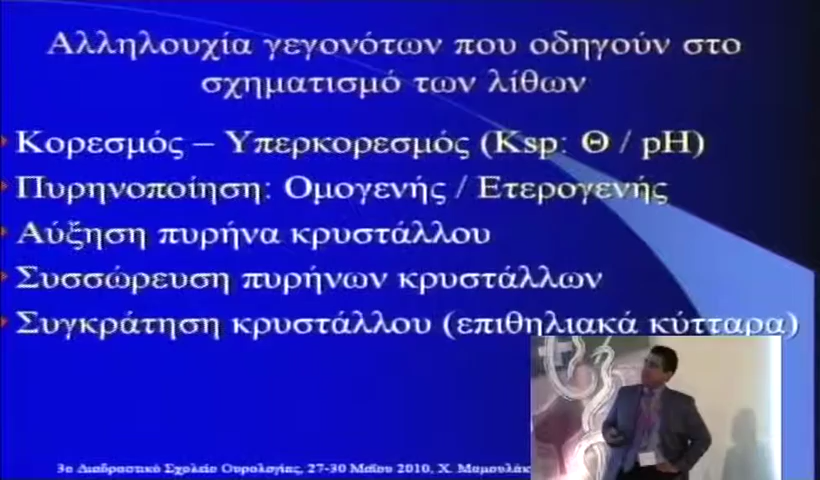 Αλληλουχία γεγονότων που οδηγούν στο
σχηματισμό των λίθων
Κορεσμός – Υπερκορεσμός (Ksp: Θ / pH)
Πυρηνοποίηση: Ομογενής / Ετερογενής
Αύξηση πυρήνα κρυστάλλου
Συσσώρευση πυρήνων κρυστάλλων
Συγκράτηση κρυστάλλου (επιθηλιακά κύτταρα)
3ο Διαδραστικό Σχολείο Ουρολογίας, 27-30 Μαΐου 2010, Χ. Μαμουλάκ